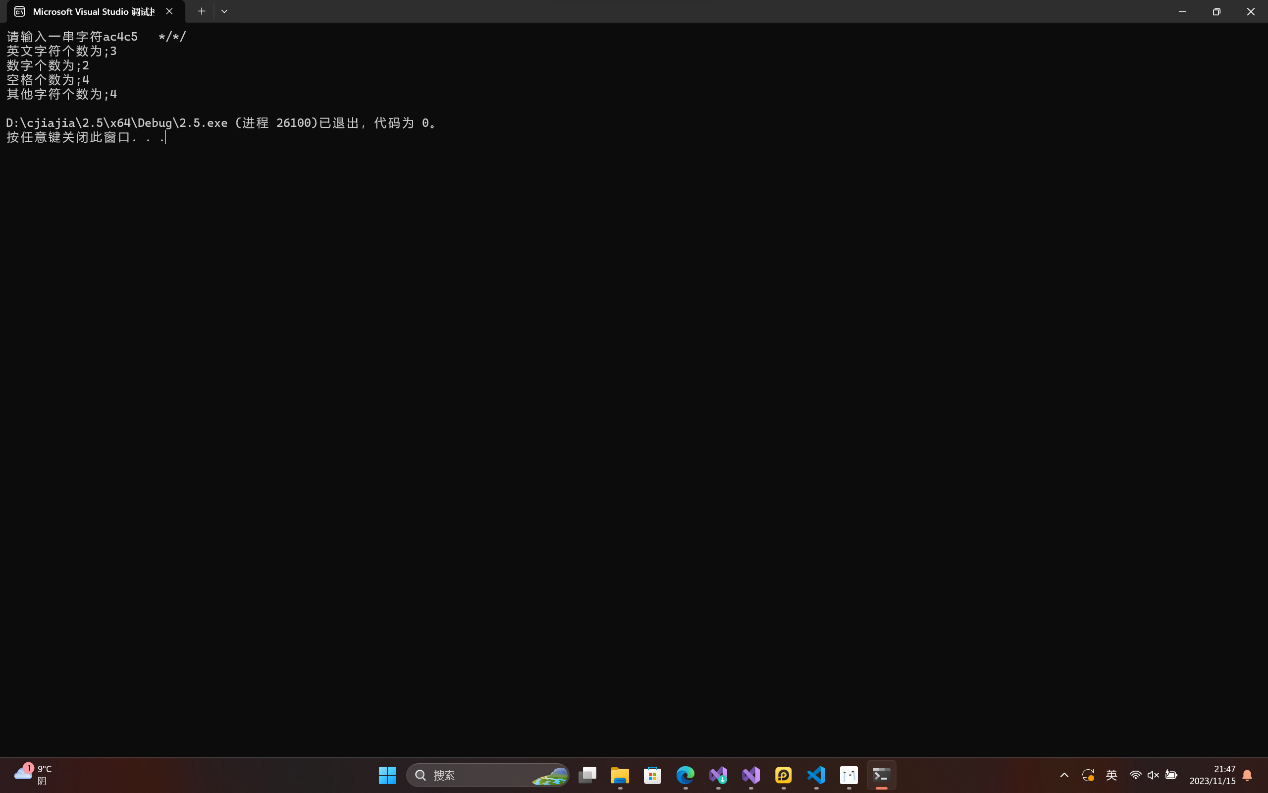 Microsoft Visual Studio 调试
请输入一串字符ac4c5   */*/
英文字符个数为;3
数字个数为;2
空格个数为;4
其他字符个数为;4
D:\cjiajia\2.5\x64\Debug\2.5.exe (进程 26100)已退出，代码为 0。
按任意键关闭此窗口. . .
1
9°C
阴
搜索
英
21:47
2023/11/15